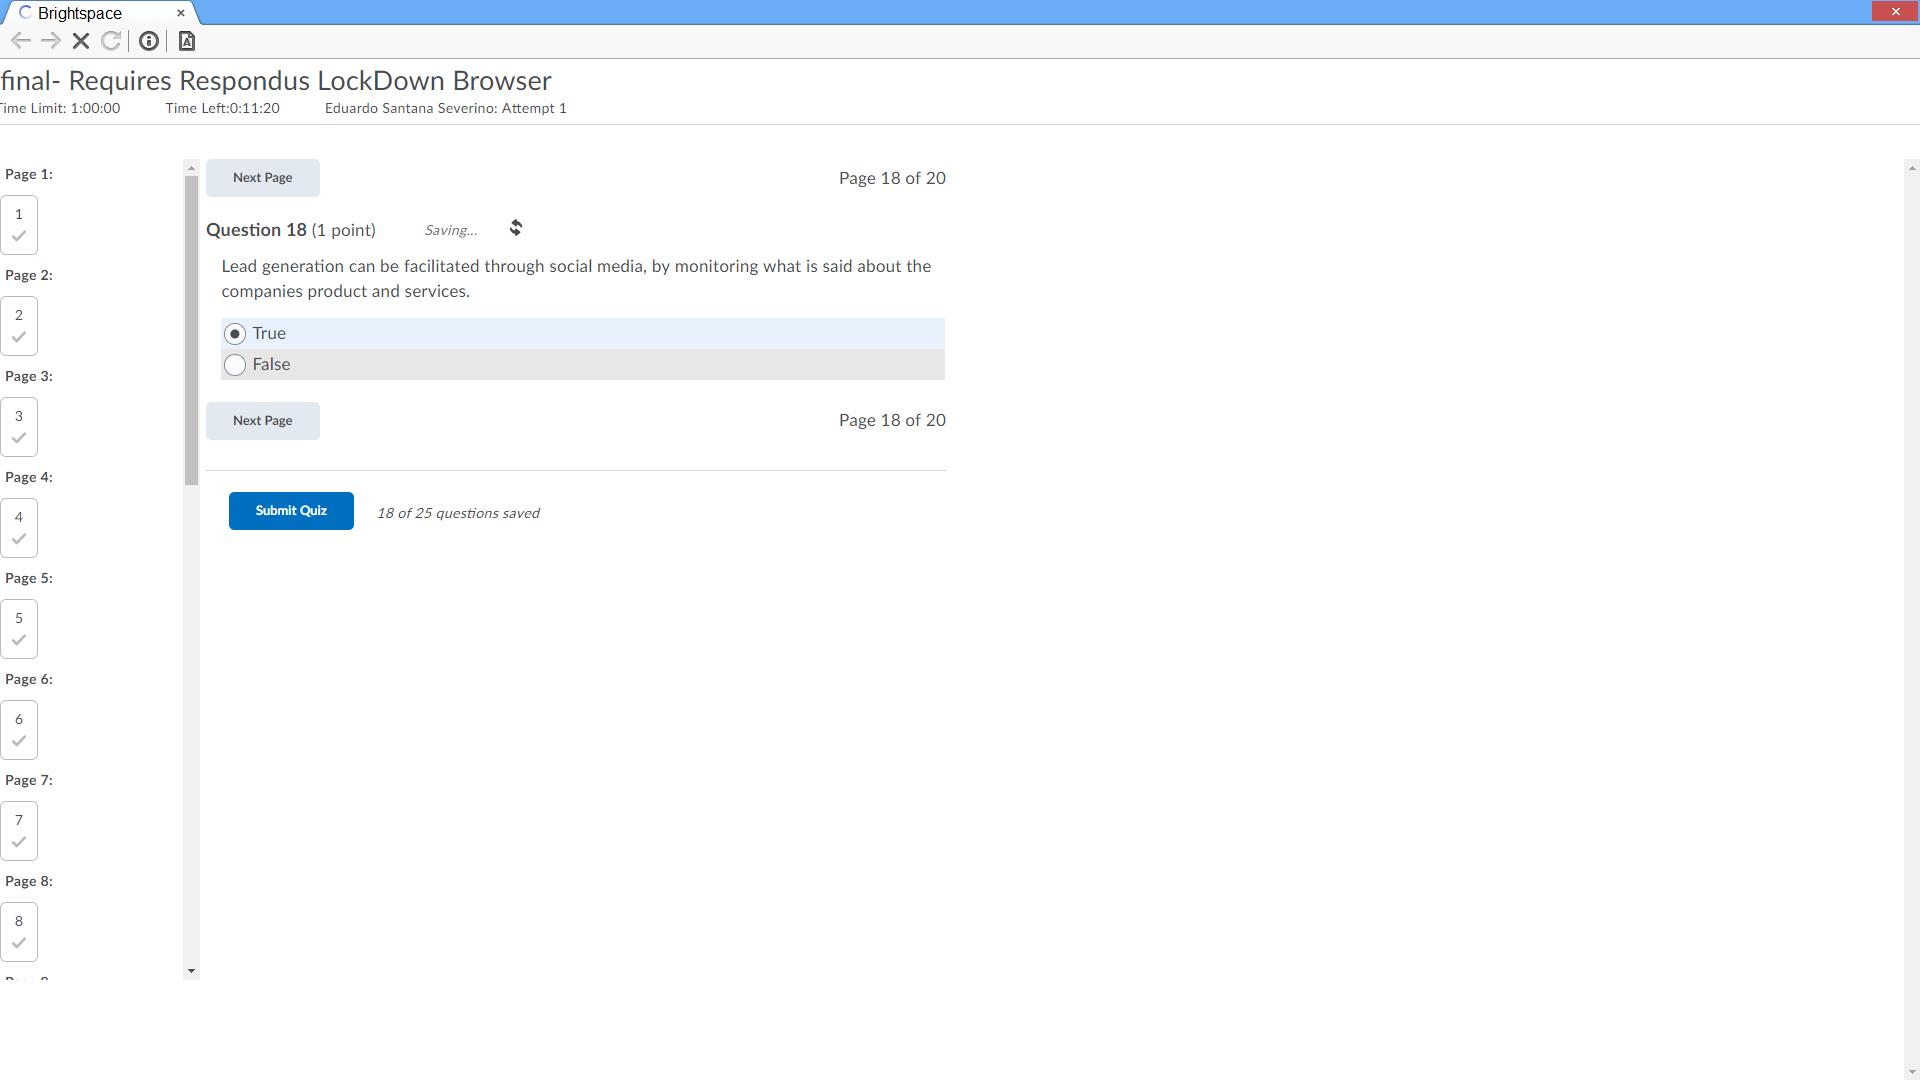 Brightspace
final- Requires Respondus LockDown Browser
Time Limit: 1:00:00 Time Left:0:11:20 Eduardo Santana Severino: Attempt 1
Page 1:
1
Page 2:
2
Page 3:
3
Page 4:
4
Page 5:
5
Page 6:
6
Page 7:
7
Page 8:
8
Next Page Page 18 of 20
Question 18 (1 point) Saving...
Lead generation can be facilitated through social media, by monitoring what is said about the
companies product and services.
True
False
Next Page Page 18 of 20
Submit Quiz 18 of 25 questions saved